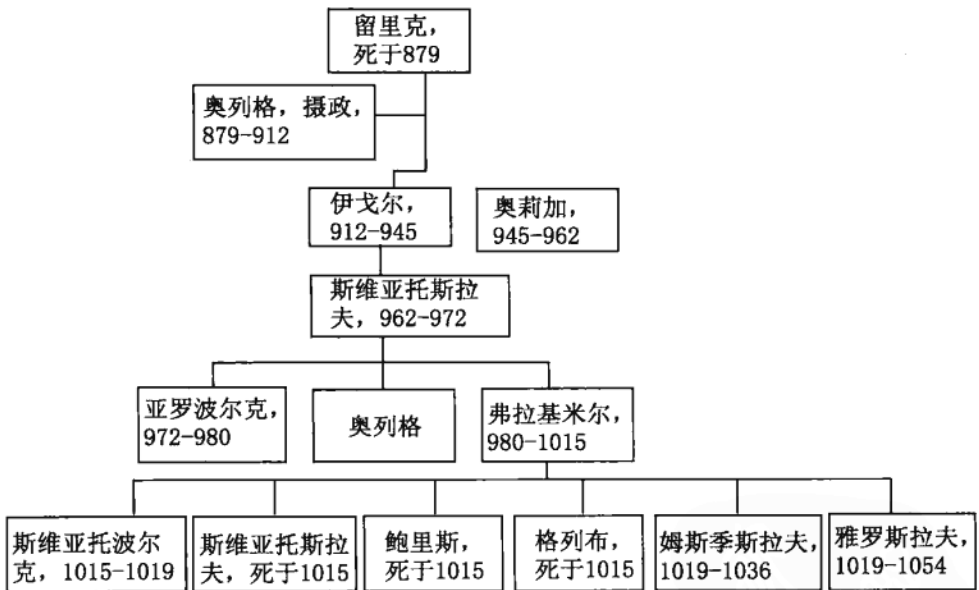 留里克，
死于879
奥列格，摄政，
879-912
伊戈尔，
912-945
奥莉加，
945-962
斯维亚托斯拉
夫，962-972
亚罗波尔克，
972-980
奥列格
弗拉基米尔，
980-1015
斯维亚托波尔
克，1015-1019
斯维亚托斯拉
夫，死于1015
鲍里斯，
死于1015
格列布，
死于1015
姆斯季斯拉夫，
1019-1036
雅罗斯拉夫，
1019-1054